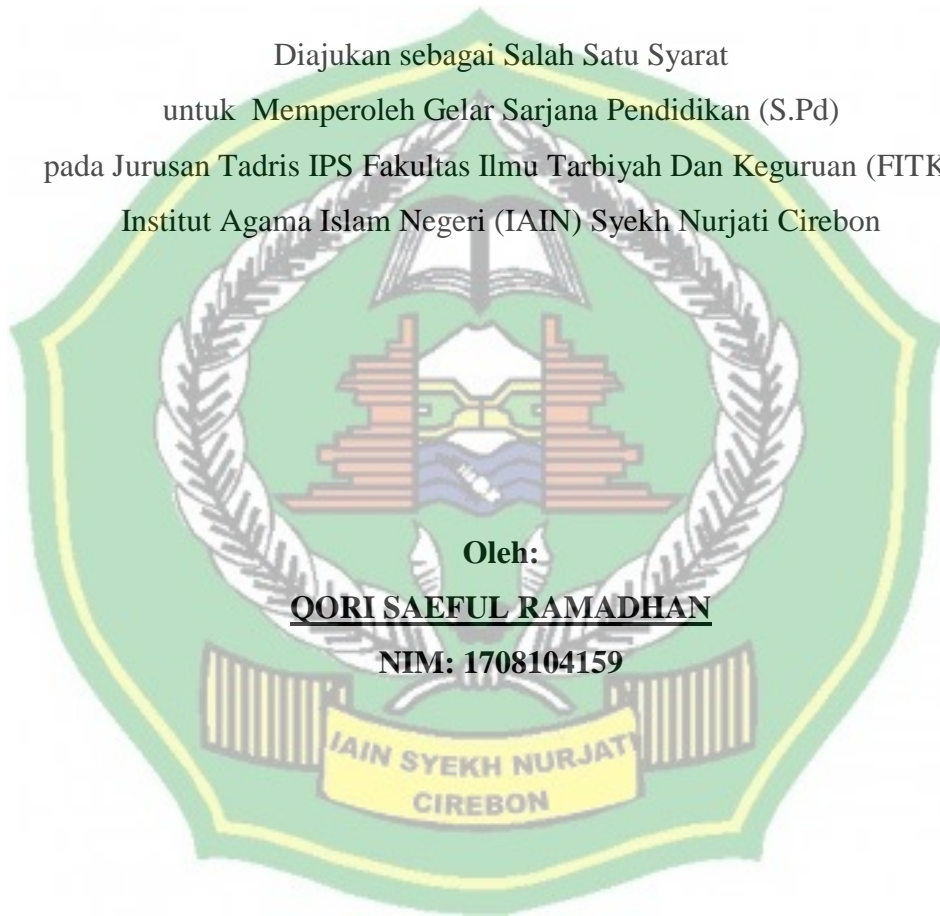 Diajukan sebagai Salah Satu Syarat
untuk Memperoleh Gelar Sarjana Pendidikan (S.Pd)
pada Jurusan Tadris IPS Fakultas Ilmu Tarbiyah Dan Keguruan (FITK
Institut Agama Islam Negeri (IAIN) Syekh Nurjati Cirebon
Oleh:
QORI SAEFUL RAMADHAN
NIM: 1708104159
IAIN SYEKH NURJATI
CIREBON